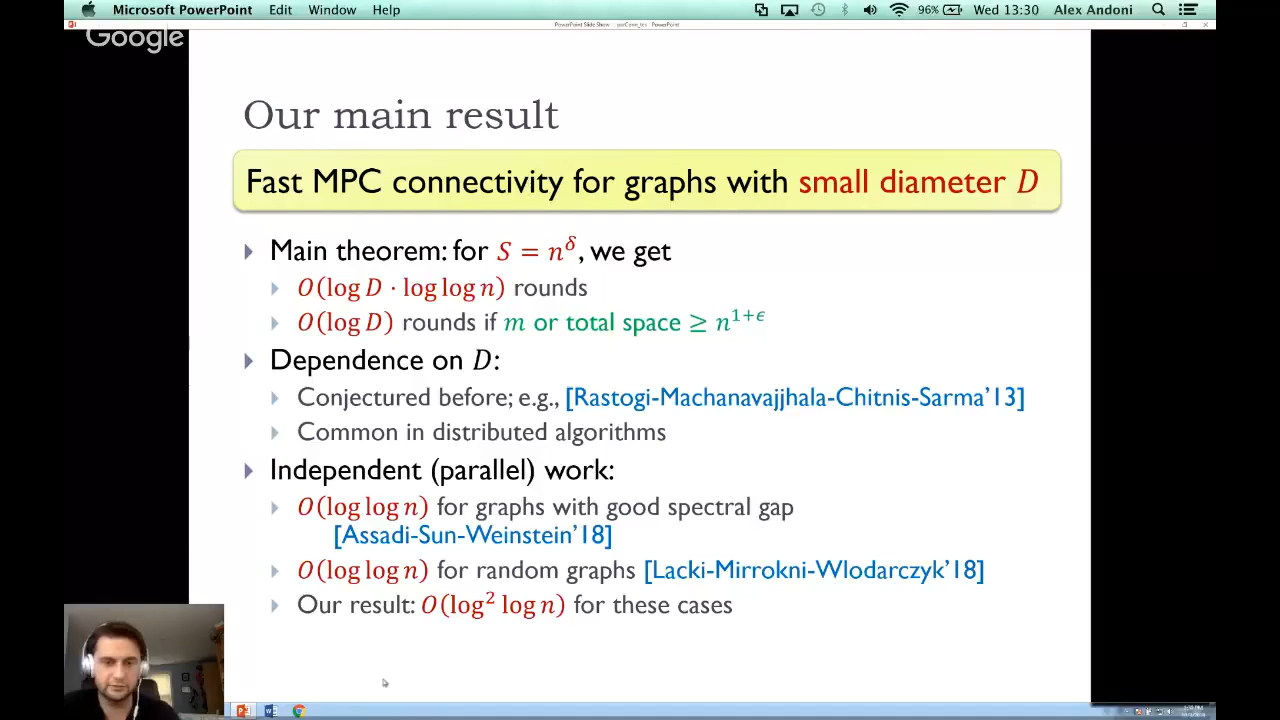 Microsoft PowerPoint Edit Window Help 96% Wed 13:30 Alex Andoni
Google
Our main result
Fast MPC connectivity for graphs with small diameter D
Main theorem: for S = n^δ, we get
O(log D · log log n) rounds
O(log D) rounds if m or total space ≥ n^{1+ϵ}
Dependence on D:
Conjectured before; e.g., [Rastogi-Machanavajjhala-Chitnis-Sarma’13]
Common in distributed algorithms
Independent (parallel) work:
O(log log n) for graphs with good spectral gap
[Assadi-Sun-Weinstein’18]
O(log log n) for random graphs [Lacki-Mirrokni-Wlodarczyk’18]
Our result: O(log² log n) for these cases